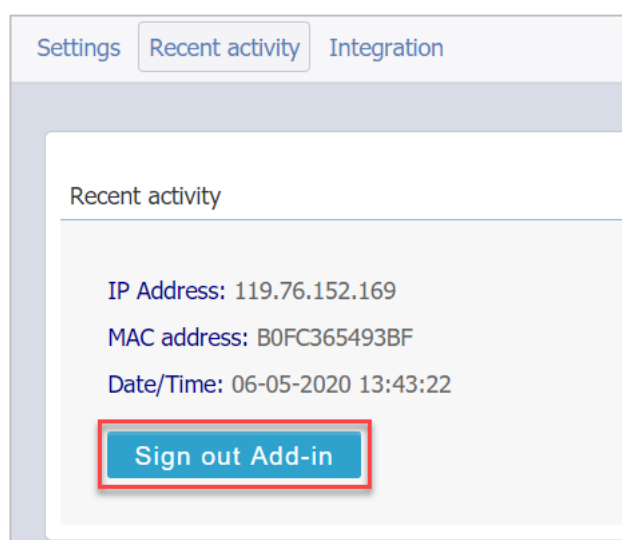 Settings Recent activity Integration
Recent activity
IP Address: 119.76.152.169
MAC address: B0FC365493BF
Date/Time: 06-05-2020 13:43:22
Sign out Add-in